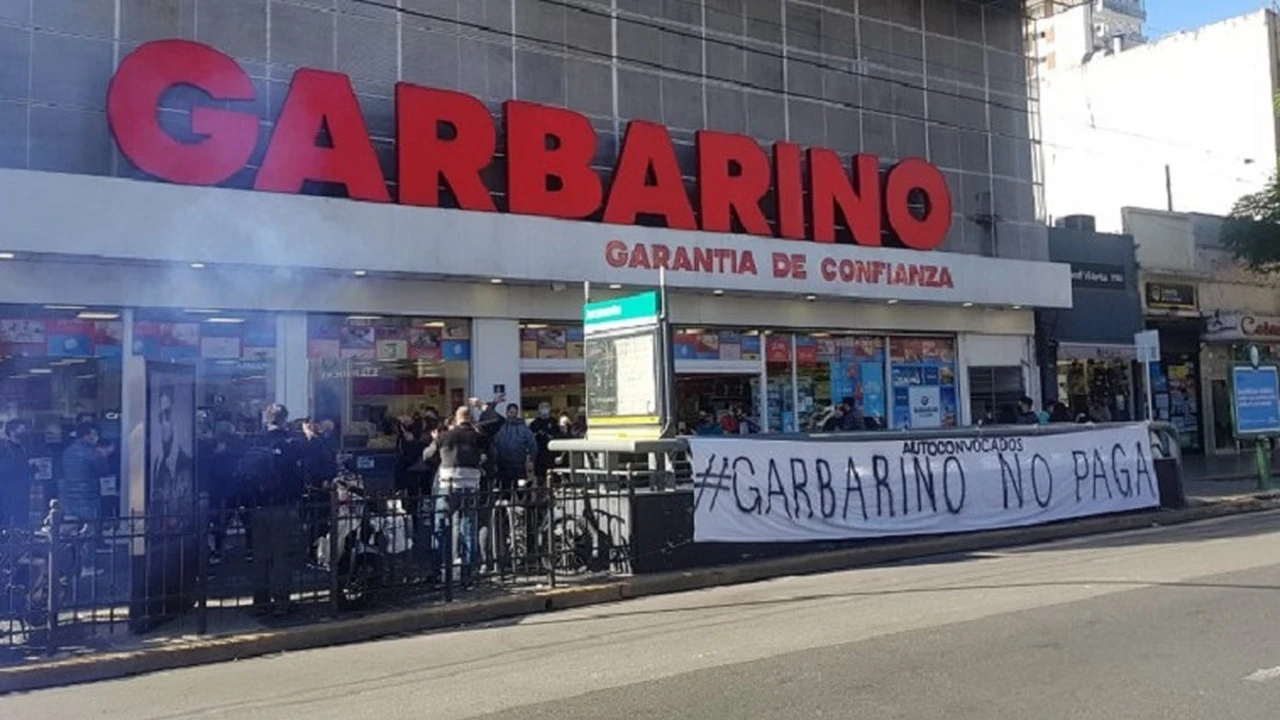 GARBARINO
GARANTIA DE CONFIANZA
AUTOCONVOCADOS
#GARBARINO NO PAGA